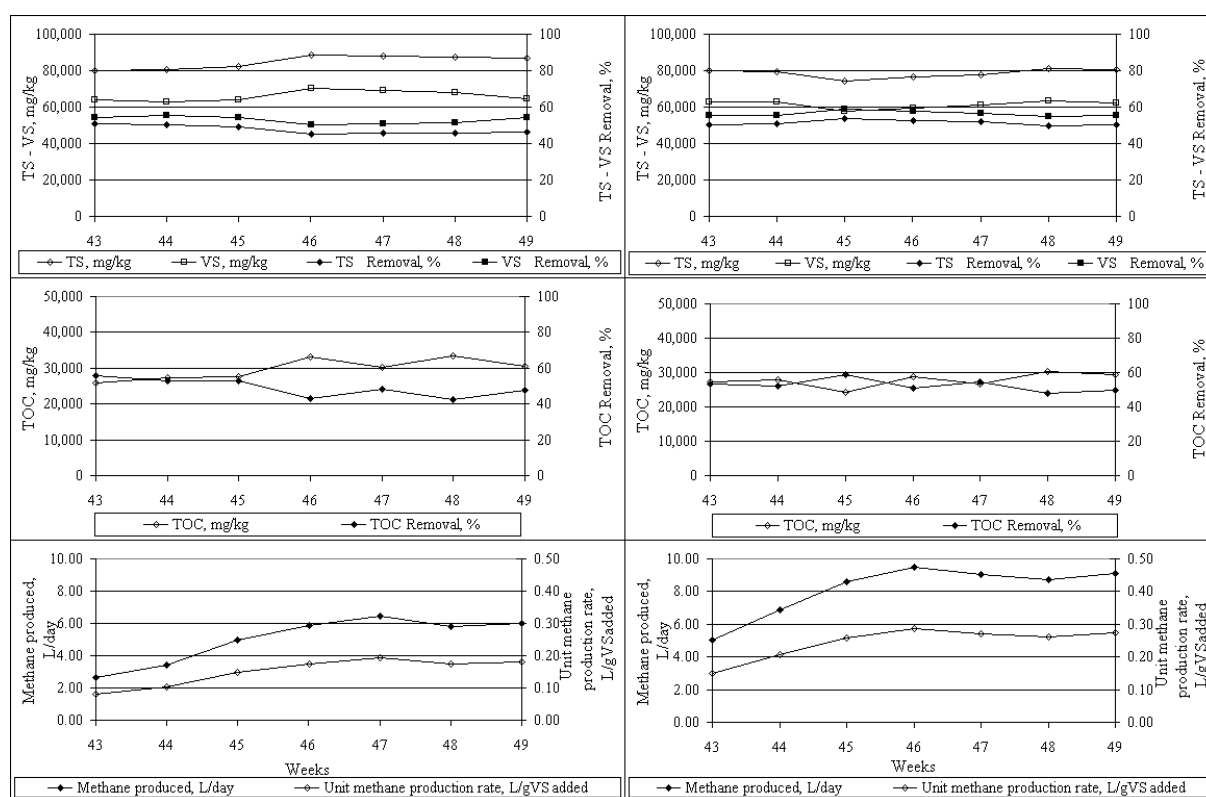 100,000
80,000
60,000
40,000
20,000
0
TS - VS, mg/kg
100
80
60
40
20
0
TS - VS Removal, %
43 44 45 46 47 48 49
TS, mg/kg VS, mg/kg TS Removal, % VS Removal, %
100,000
80,000
60,000
40,000
20,000
0
TS - VS, mg/kg
100
80
60
40
20
0
TS - VS Removal, %
43 44 45 46 47 48 49
TS, mg/kg VS, mg/kg TS Removal, % VS Removal, %
50,000
40,000
30,000
20,000
10,000
0
TOC, mg/kg
100
80
60
40
20
0
TOC Removal, %
43 44 45 46 47 48 49
TOC, mg/kg TOC Removal, %
50,000
40,000
30,000
20,000
10,000
0
TOC, mg/kg
100
80
60
40
20
0
TOC Removal, %
43 44 45 46 47 48 49
TOC, mg/kg TOC Removal, %
10.00
8.00
6.00
4.00
2.00
0.00
Methane produced,
L/day
0.50
0.40
0.30
0.20
0.10
0.00
Unit methane
production rate,
L/gVSadded
43 44 45 46 47 48 49
Weeks
Methane produced, L/day Unit methane production rate, L/gVS added
10.00
8.00
6.00
4.00
2.00
0.00
Methane produced,
L/day
0.50
0.40
0.30
0.20
0.10
0.00
Unit methane
production rate,
L/gVSadded
43 44 45 46 47 48 49
Weeks
Methane produced, L/day Unit methane production rate, L/gVS added